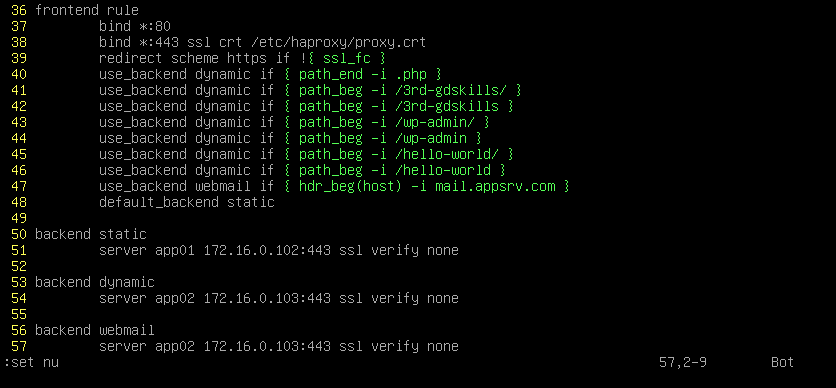 36 frontend rule
37         bind *:80
38         bind *:443 ssl crt /etc/haproxy/proxy.crt
39         redirect scheme https if !{ ssl_fc }
40         use_backend dynamic if { path_end -i .php }
41         use_backend dynamic if { path_beg -i /3rd-gdskills/ }
42         use_backend dynamic if { path_beg -i /3rd-gdskills }
43         use_backend dynamic if { path_beg -i /wp-admin/ }
44         use_backend dynamic if { path_beg -i /wp-admin }
45         use_backend dynamic if { path_beg -i /hello-world/ }
46         use_backend dynamic if { path_beg -i /hello-world }
47         use_backend webmail if { hdr_beg(host) -i mail.appsrv.com }
48         default_backend static
49
50 backend static
51         server app01 172.16.0.102:443 ssl verify none
52
53 backend dynamic
54         server app02 172.16.0.103:443 ssl verify none
55
56 backend webmail
57         server app02 172.16.0.103:443 ssl verify none
:set nu 57,2-9 Bot